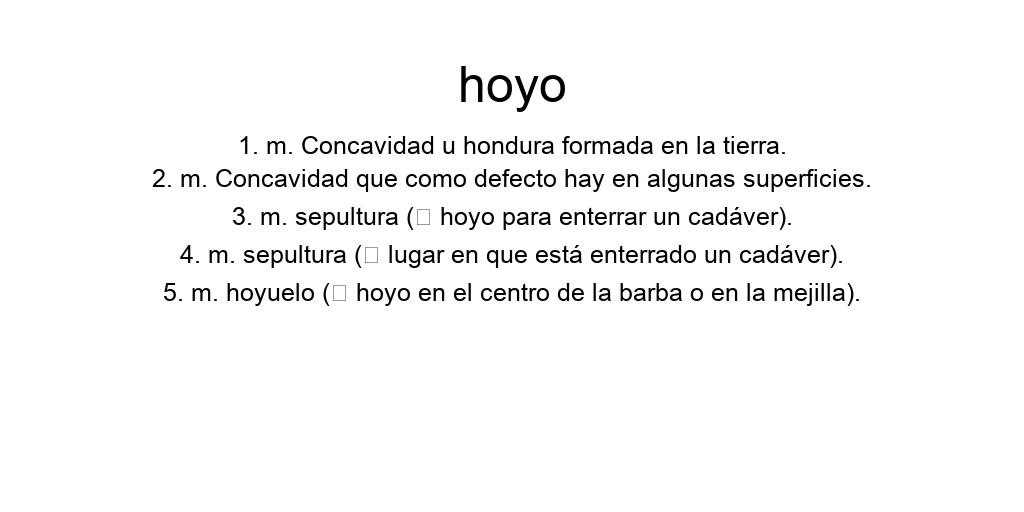 hoyo
1. m. Concavidad u hondura formada en la tierra.
2. m. Concavidad que como defecto hay en algunas superficies.
3. m. sepultura (□ hoyo para enterrar un cadáver).
4. m. sepultura (□ lugar en que está enterrado un cadáver).
5. m. hoyuelo (□ hoyo en el centro de la barba o en la mejilla).